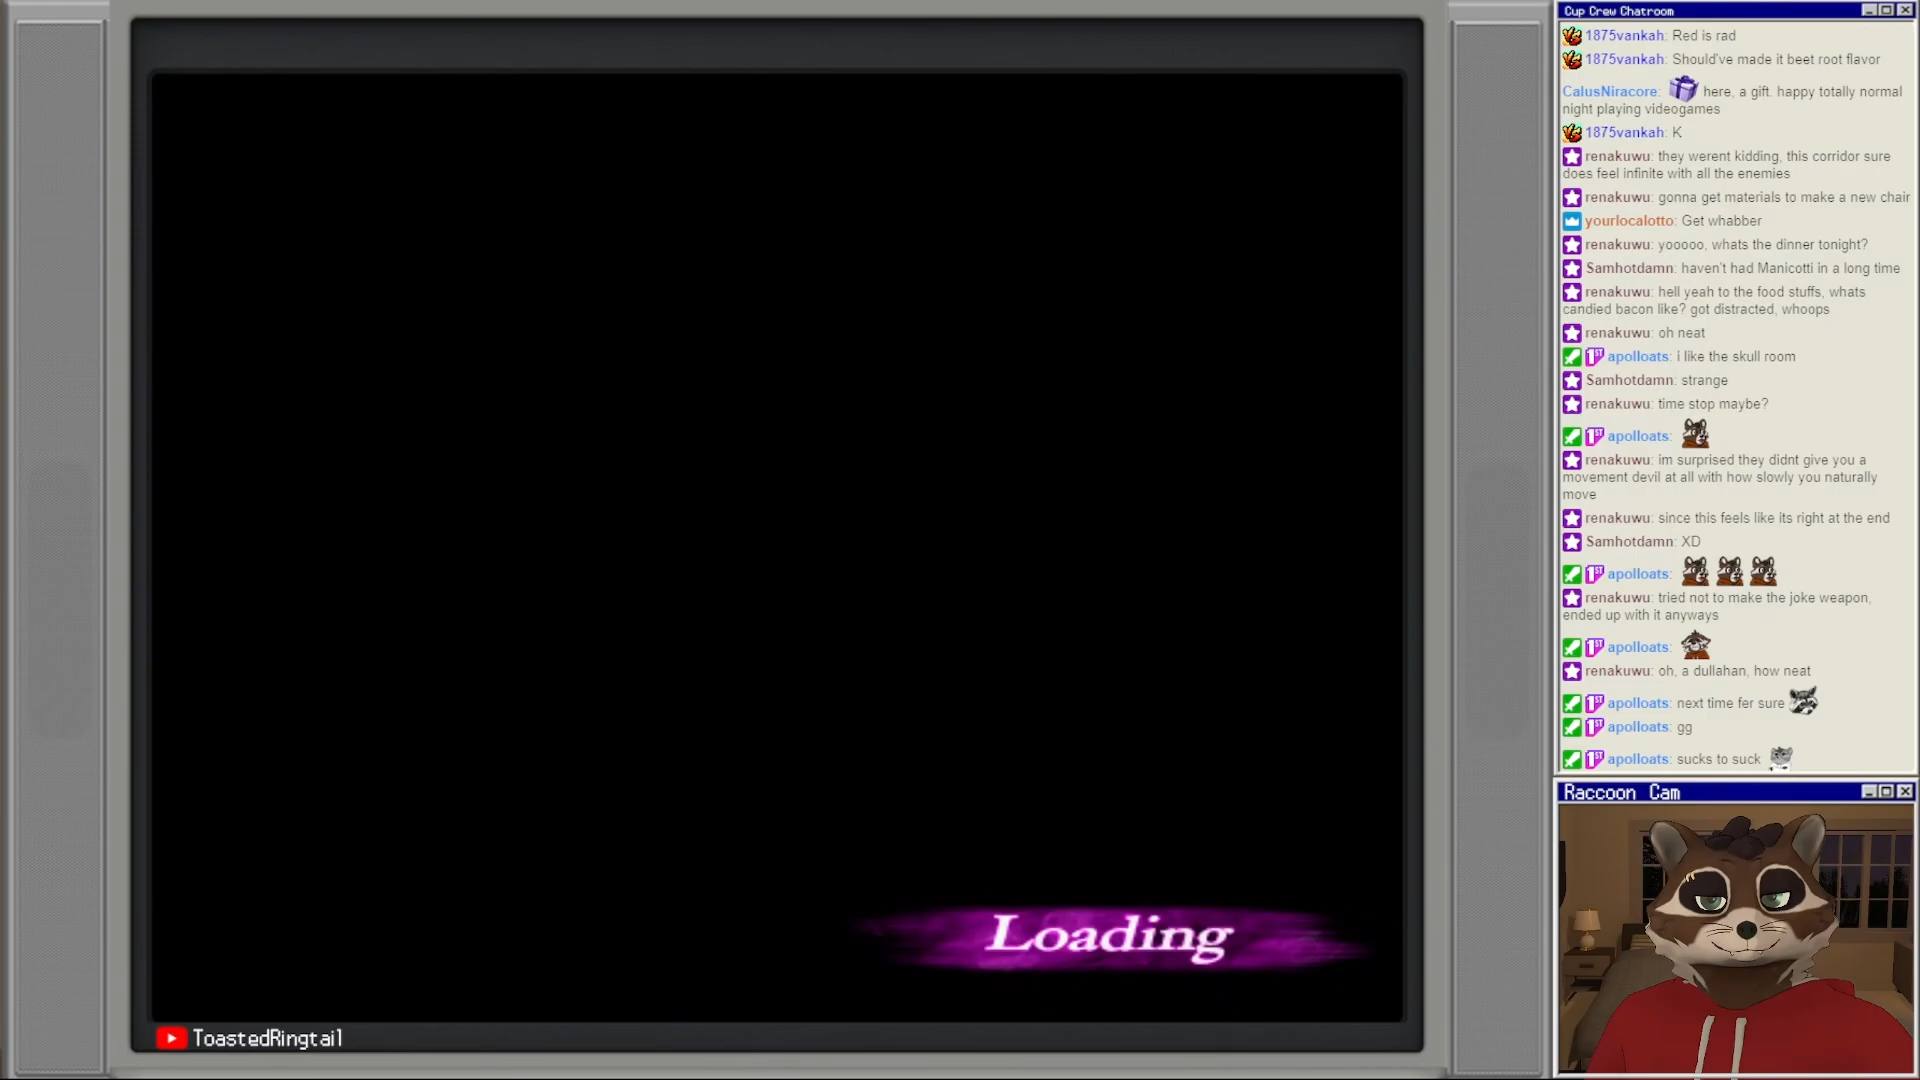 Cup Crew Chatroom
1875vankah: Red is rad
1875vankah: Should've made it beet root flavor
CalusNiracore: here, a gift. happy totally normal
night playing videogames
1875vankah: K
renakuwu: they werent kidding, this corridor sure
does feel infinite with all the enemies
renakuwu: gonna get materials to make a new chair
yourlocalotto: Get whabber
renakuwu: yooooo, whats the dinner tonight?
Samhotdamn: haven't had Manicotti in a long time
renakuwu: hell yeah to the food stuffs, whats
candied bacon like? got distracted, whoops
renakuwu: oh neat
1ST apolloats: i like the skull room
Samhotdamn: strange
renakuwu: time stop maybe?
1ST apolloats:
renakuwu: im surprised they didnt give you a
movement devil at all with how slowly you naturally
move
renakuwu: since this feels like its right at the end
Samhotdamn: XD
1ST apolloats:
renakuwu: tried not to make the joke weapon,
ended up with it anyways
1ST apolloats:
renakuwu: oh, a dullahan, how neat
1ST apolloats: next time fer sure
1ST apolloats: gg
1ST apolloats: sucks to suck
Raccoon Cam
Loading
ToastedRingtail